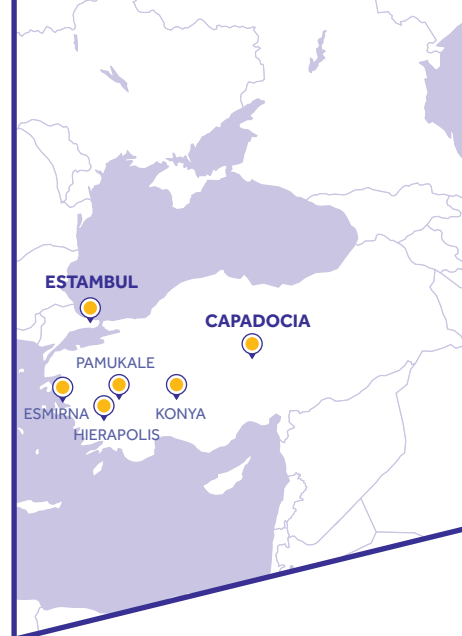 ESTAMBUL
CAPADOCIA
PAMUKALE
ESMIRNA
KONYA
HIERAPOLIS